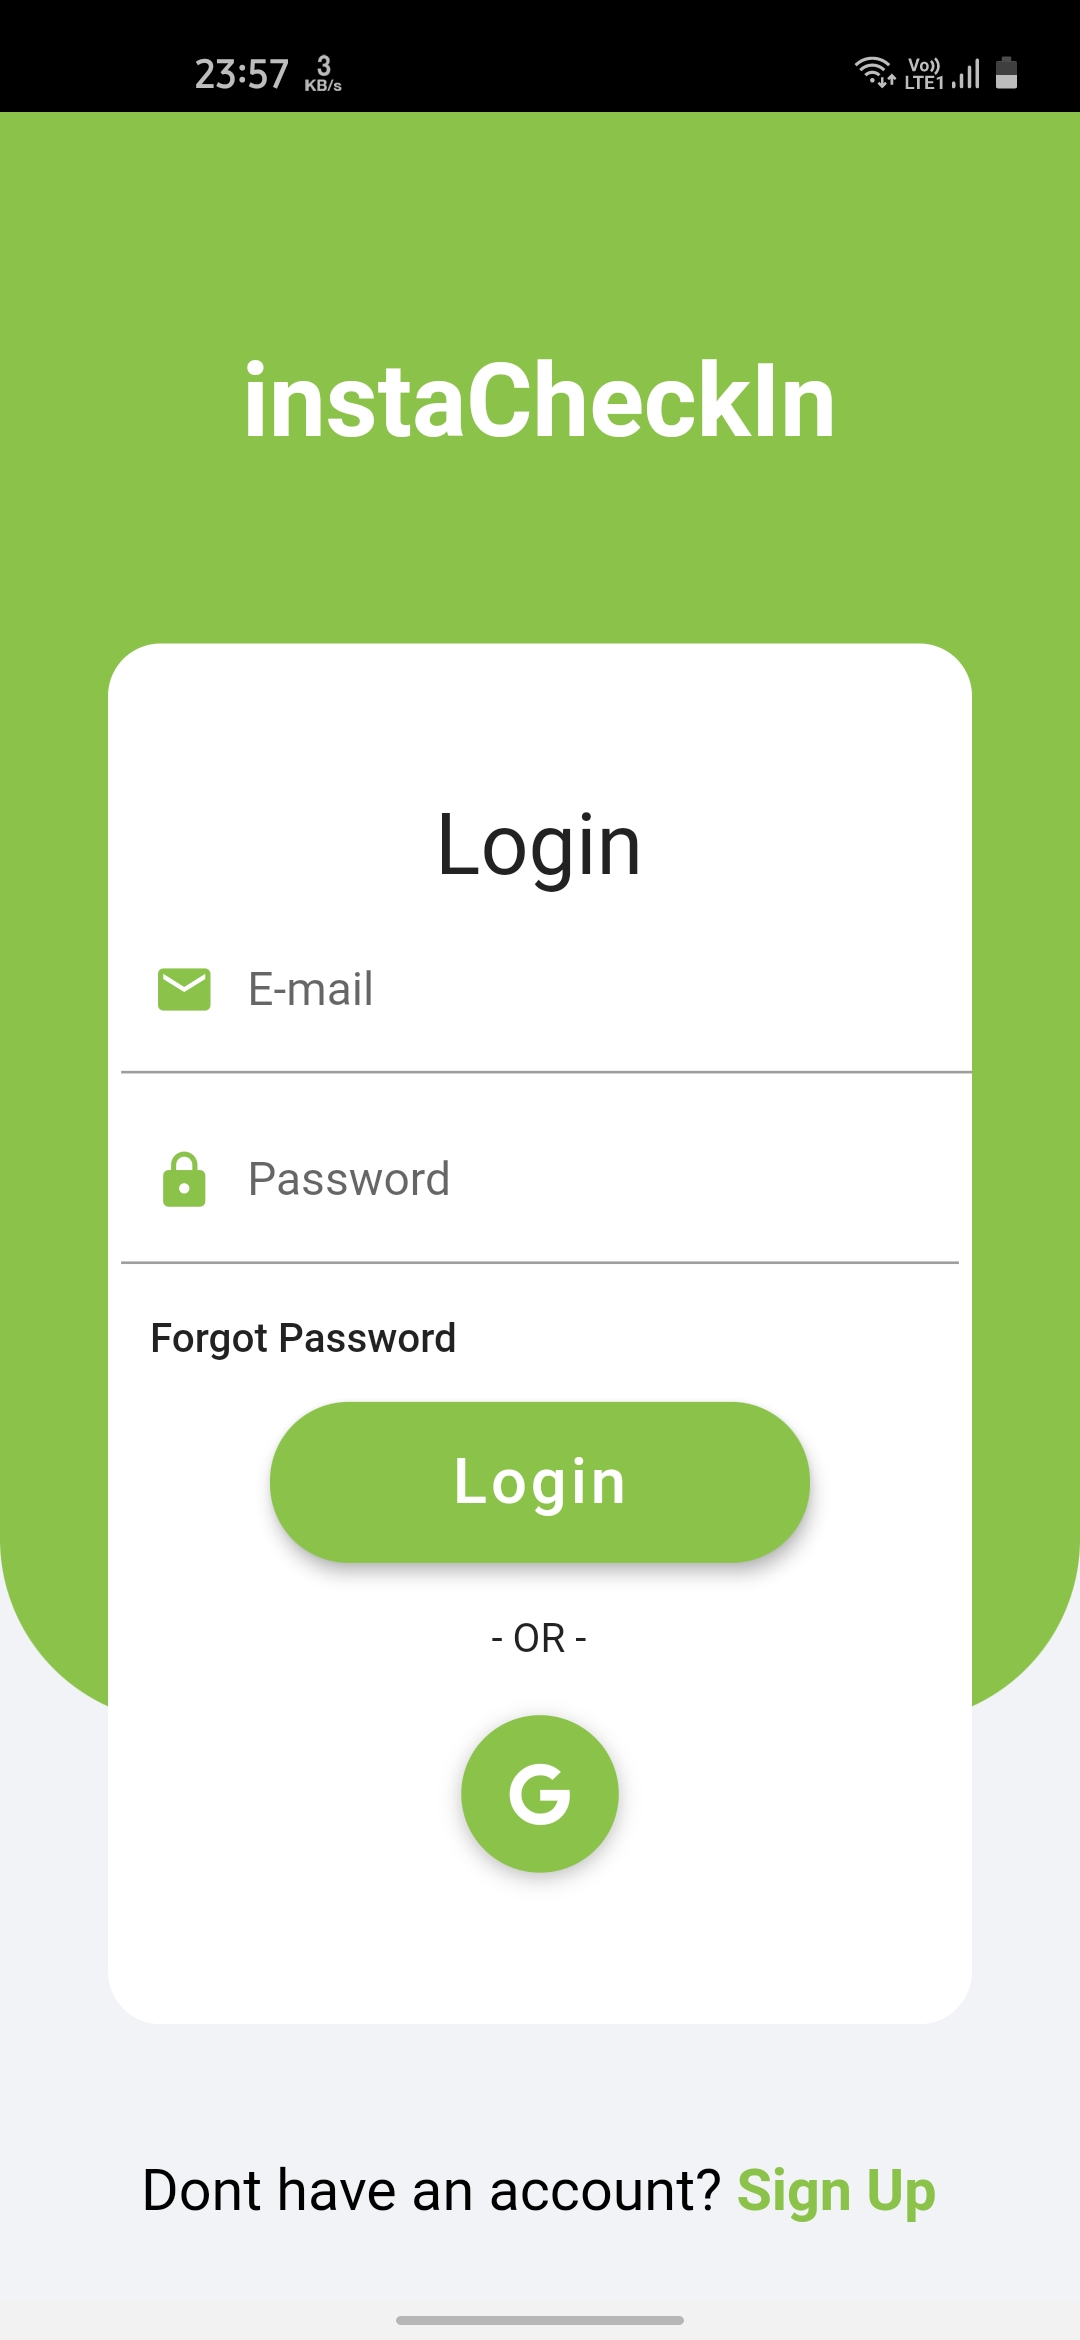 23:57 3 KB/s Vo)) LTE1
instaCheckIn
Login
E-mail
Password
Forgot Password
Login
- OR -
G
Dont have an account? Sign Up